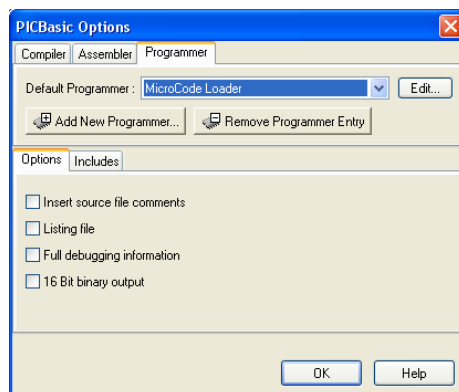 PICBasic Options
Compiler Assembler Programmer
Default Programmer : MicroCode Loader Edit...
Add New Programmer... Remove Programmer Entry
Options Includes
Insert source file comments
Listing file
Full debugging information
16 Bit binary output
OK Help